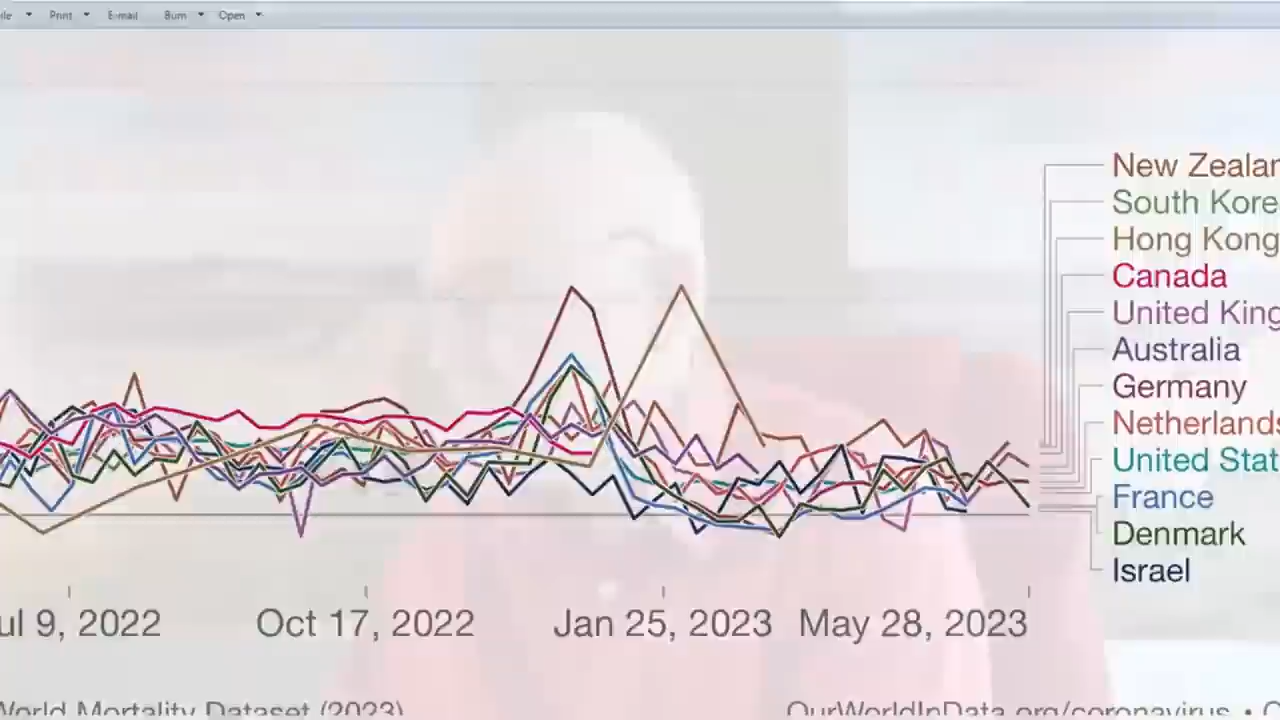 Print Email Burn Open
New Zealan
South Kore
Hong Kong
Canada
United King
Australia
Germany
Netherlands
United Stat
France
Denmark
Israel
ul 9, 2022 Oct 17, 2022 Jan 25, 2023 May 28, 2023
World Mortality Dataset (2023) OurWorldInData.org/coronavirus •